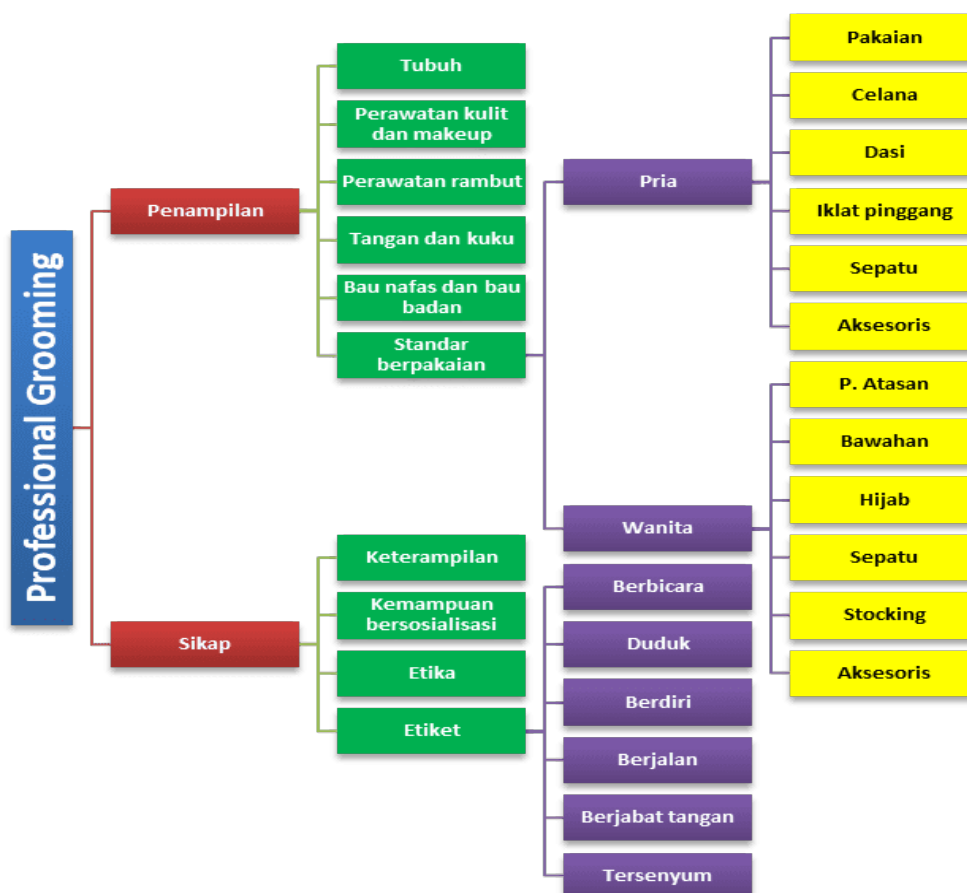 Professional Grooming
Penampilan
Tubuh
Perawatan kulit
dan makeup
Perawatan rambut
Tangan dan kuku
Bau nafas dan bau
badan
Standar
berpakaian
Pria
Pakaian
Celana
Dasi
Iklat pinggang
Sepatu
Aksesoris
Wanita
P. Atasan
Bawahan
Hijab
Sepatu
Stocking
Aksesoris
Sikap
Keterampilan
Kemampuan
bersosialisasi
Etika
Etiket
Berbicara
Duduk
Berdiri
Berjalan
Berjabat tangan
Tersenyum